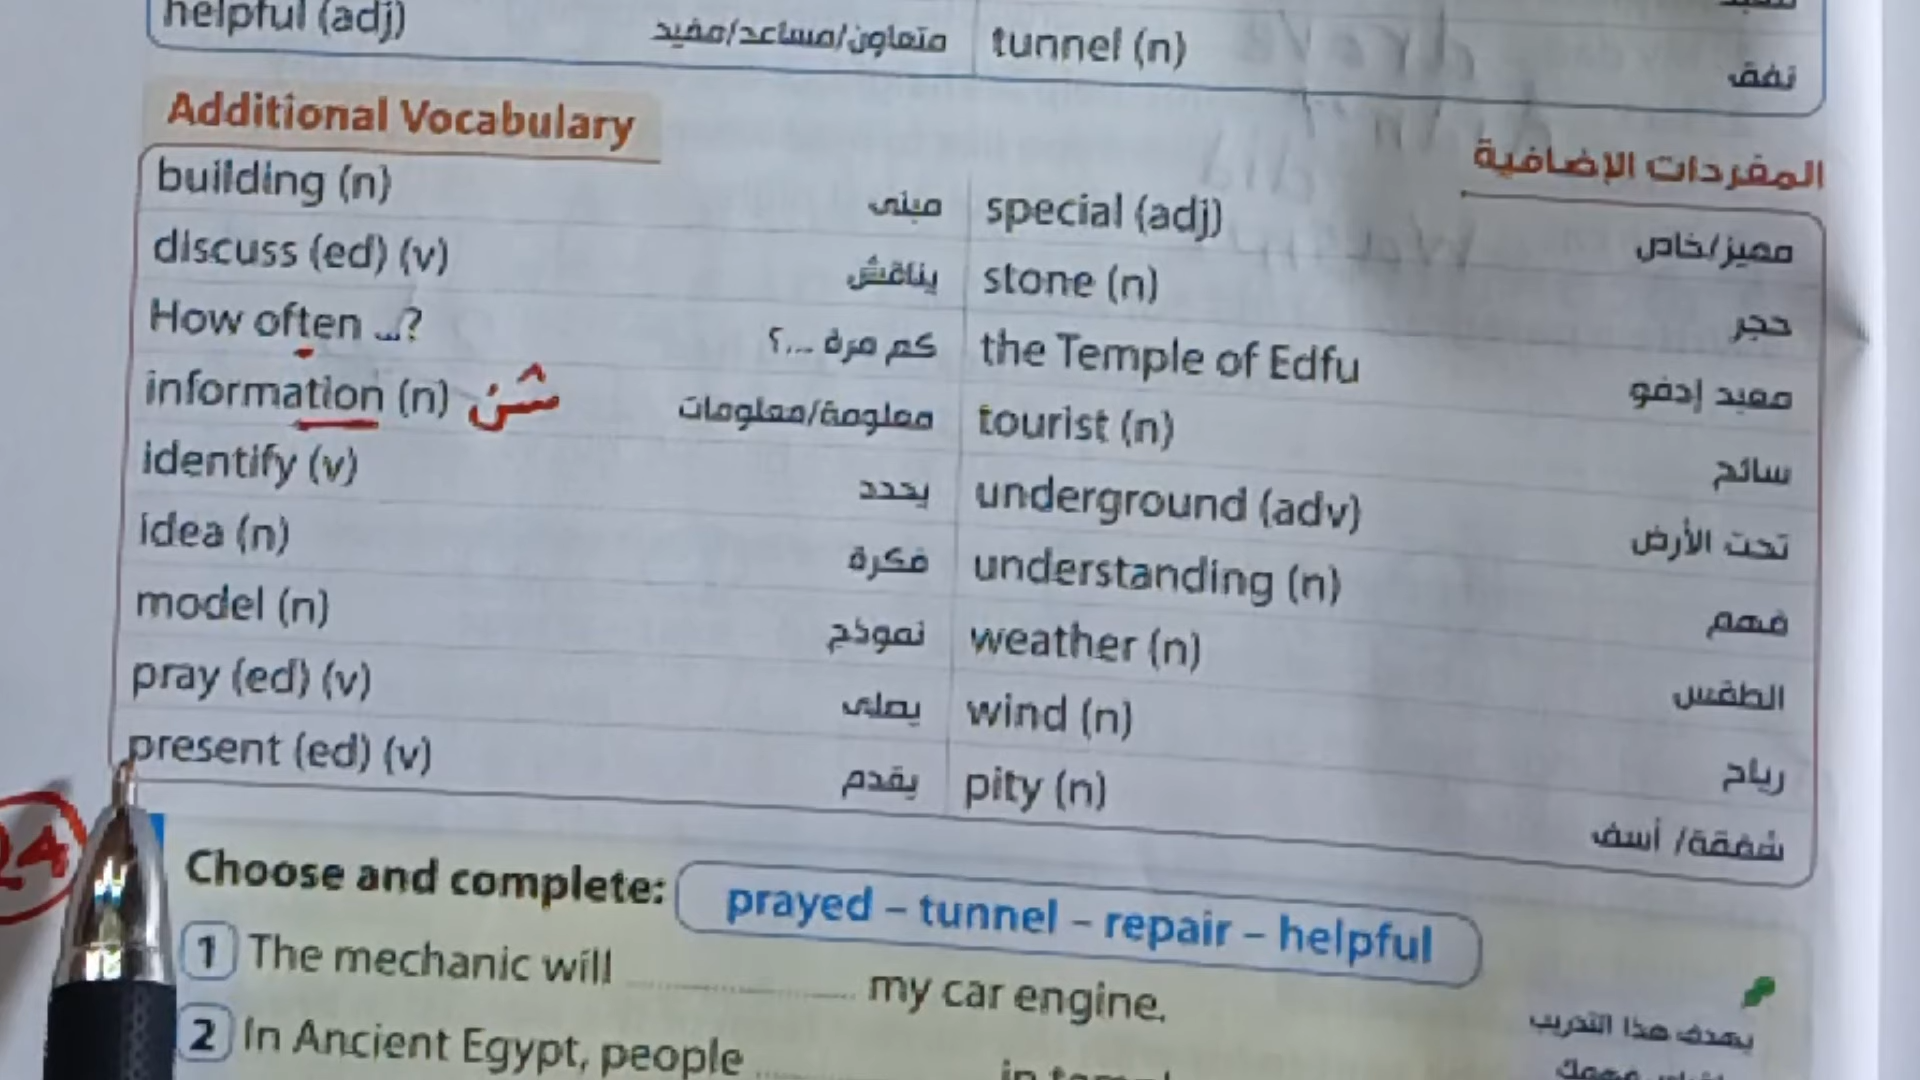 helpful (adj) متعاون/مساعد/مفيد tunnel (n) نفق
Additional Vocabulary المفردات الإضافية
building (n) مبنى special (adj) مميز/خاص
discuss (ed) (v) يناقش stone (n) حجر
How often ...? كم مرة ...؟ the Temple of Edfu معبد إدفو
information (n) شن معلومة/معلومات tourist (n) سائح
identify (v) يحدد underground (adv) تحت الأرض
idea (n) فكرة understanding (n) فهم
model (n) نموذج weather (n) الطقس
pray (ed) (v) يصلى wind (n) رياح
present (ed) (v) يقدم pity (n) شفقة/ أسف
24
Choose and complete: prayed – tunnel – repair – helpful
1 The mechanic will .......... my car engine.
2 In Ancient Egypt, people .......... in
يهدف هذا التدريب